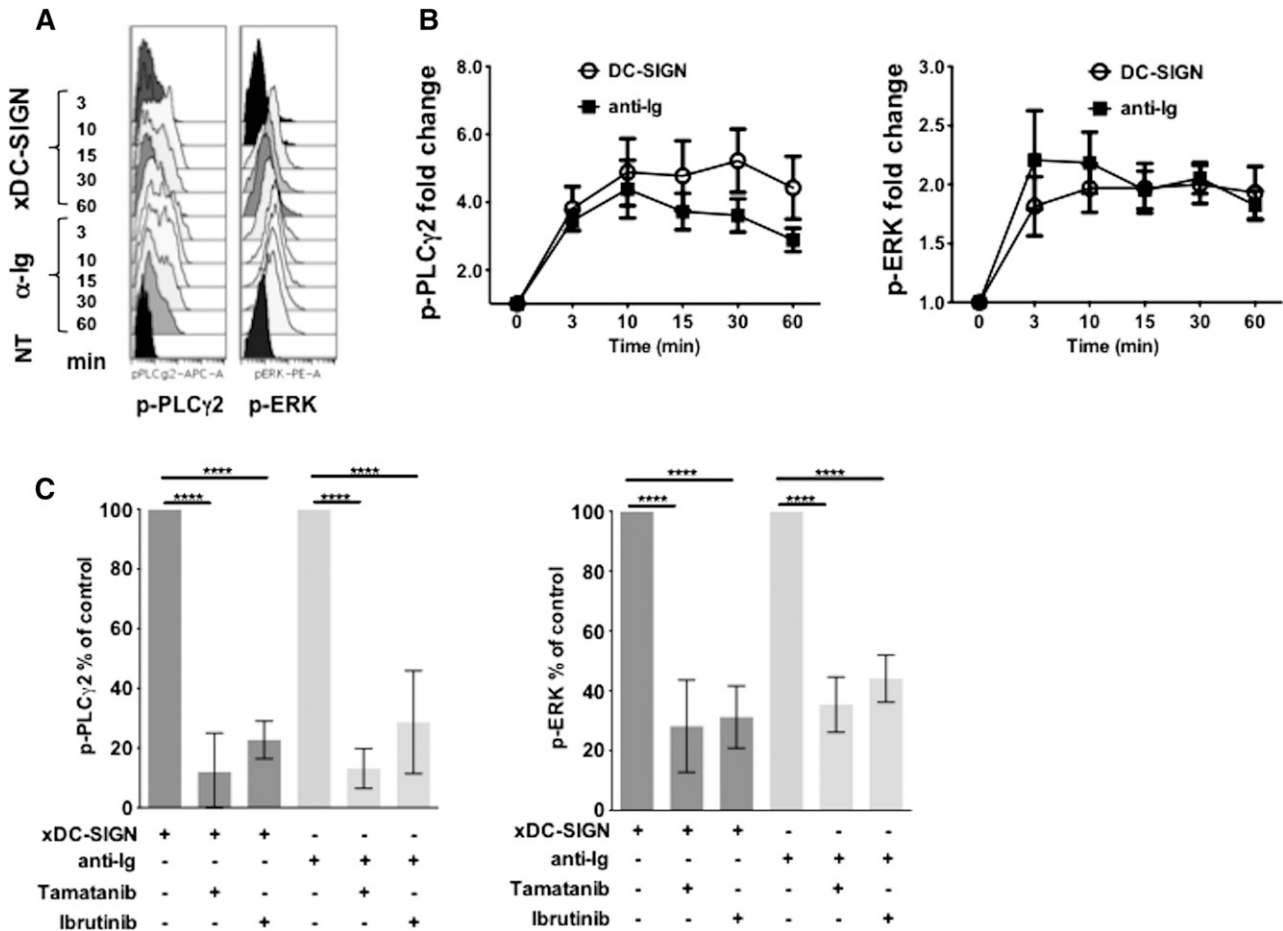 A
xDC-SIGN
3
10
15
30
60
α-Ig
3
10
15
30
60
NT
min
pPLCg2-APC-A
pERK-PE-A
p-PLCγ2
p-ERK
B
p-PLCγ2 fold change
8.0
6.0
4.0
2.0
DC-SIGN
anti-Ig
0 3 10 15 30 60
Time (min)
p-ERK fold change
3.0
2.5
2.0
1.5
1.0
DC-SIGN
anti-Ig
0 3 10 15 30 60
Time (min)
C
p-PLCγ2 % of control
100
80
60
40
20
0
**** ****
**** ****
xDC-SIGN + + + - - -
anti-Ig - - - + + +
Tamatanib - + - - + -
Ibrutinib - - + - - +
p-ERK % of control
100
80
60
40
20
0
**** ****
**** ****
xDC-SIGN + + + - - -
anti-Ig - - - + + +
Tamatanib - + - - + -
Ibrutinib - - + - - +